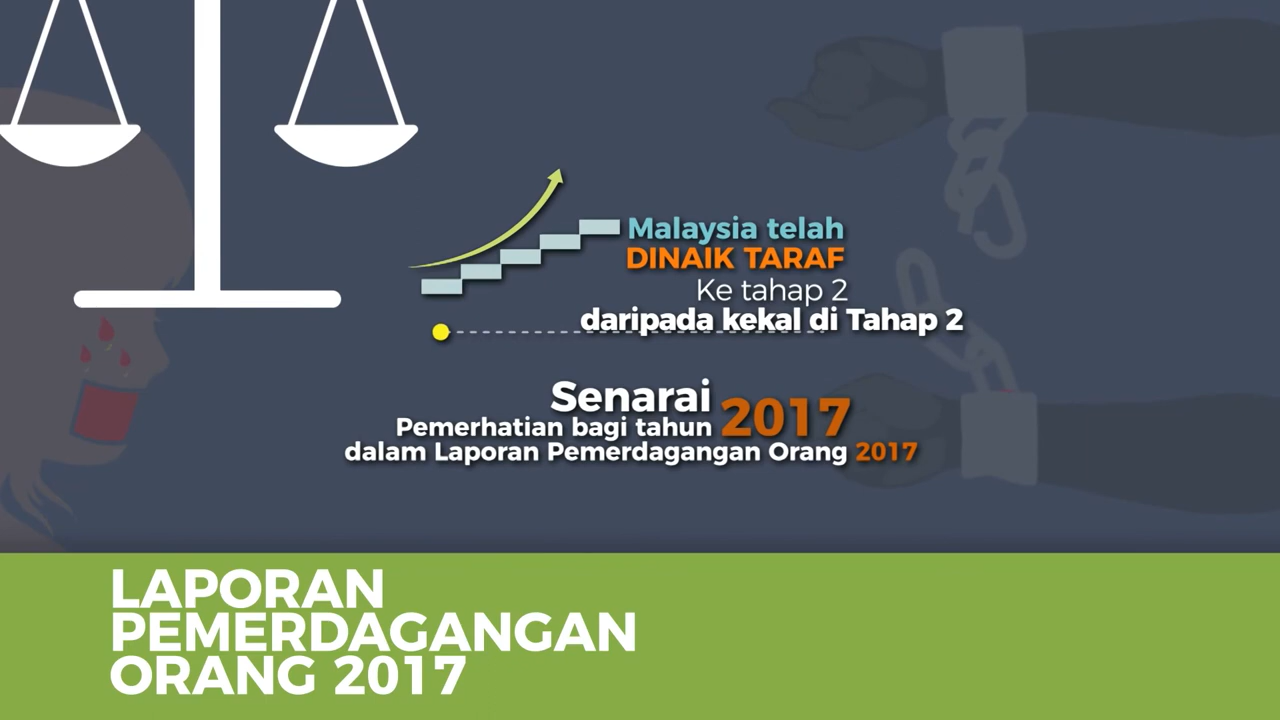 Malaysia telah
DINAIK TARAF
Ke tahap 2
daripada kekal di Tahap 2
Senarai
Pemerhatian bagi tahun 2017
dalam Laporan Pemerdagangan Orang 2017
LAPORAN
PEMERDAGANGAN
ORANG 2017